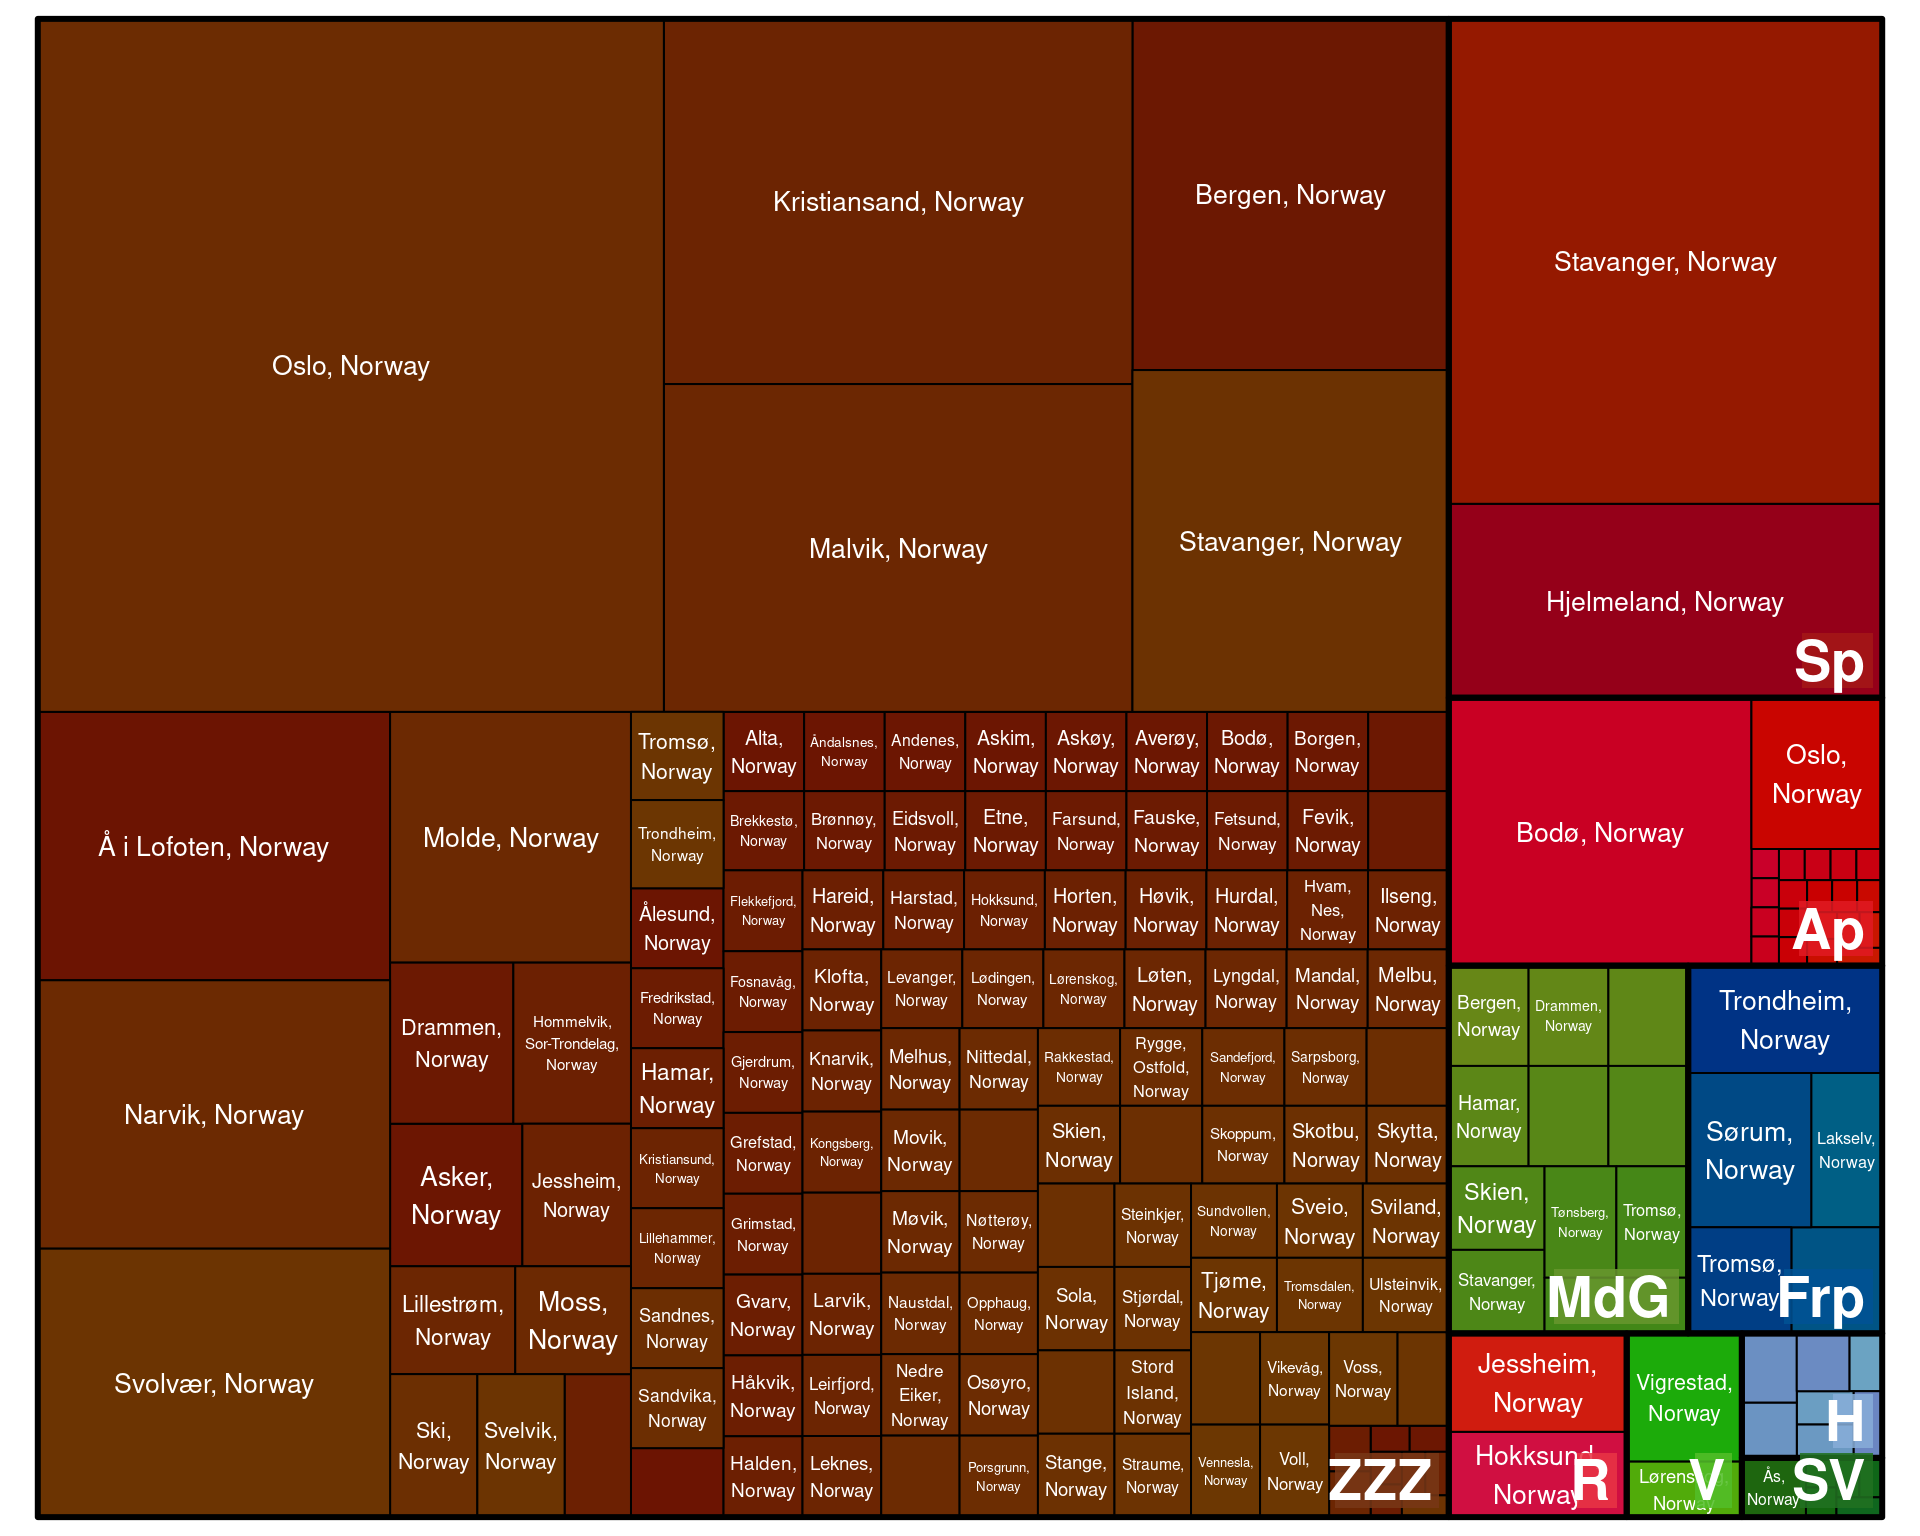 Oslo, Norway
Kristiansand, Norway
Bergen, Norway
Stavanger, Norway
Malvik, Norway
Stavanger, Norway
Hjelmeland, Norway
Sp
Å i Lofoten, Norway
Narvik, Norway
Svolvær, Norway
Molde, Norway
Drammen,
Norway
Hommelvik,
Sor-Trondelag,
Norway
Asker,
Norway
Jessheim,
Norway
Lillestrøm,
Norway
Moss,
Norway
Ski,
Norway
Svelvik,
Norway
Tromsø,
Norway
Trondheim,
Norway
Ålesund,
Norway
Fredrikstad,
Norway
Hamar,
Norway
Kristiansund,
Norway
Lillehammer,
Norway
Sandnes,
Norway
Sandvika,
Norway
Alta,
Norway
Åndalsnes,
Norway
Andenes,
Norway
Askim,
Norway
Askøy,
Norway
Averøy,
Norway
Bodø,
Norway
Borgen,
Norway
Brekkestø,
Norway
Brønnøy,
Norway
Eidsvoll,
Norway
Etne,
Norway
Farsund,
Norway
Fauske,
Norway
Fetsund,
Norway
Fevik,
Norway
Flekkefjord,
Norway
Hareid,
Norway
Harstad,
Norway
Hokksund,
Norway
Horten,
Norway
Høvik,
Norway
Hurdal,
Norway
Hvam,
Nes,
Norway
Ilseng,
Norway
Fosnavåg,
Norway
Klofta,
Norway
Levanger,
Norway
Lødingen,
Norway
Lørenskog,
Norway
Løten,
Norway
Lyngdal,
Norway
Mandal,
Norway
Melbu,
Norway
Gjerdrum,
Norway
Knarvik,
Norway
Melhus,
Norway
Nittedal,
Norway
Rakkestad,
Norway
Rygge,
Ostfold,
Norway
Sandefjord,
Norway
Sarpsborg,
Norway
Grefstad,
Norway
Kongsberg,
Norway
Movik,
Norway
Skien,
Norway
Skoppum,
Norway
Skotbu,
Norway
Skytta,
Norway
Grimstad,
Norway
Møvik,
Norway
Nøtterøy,
Norway
Steinkjer,
Norway
Sundvollen,
Norway
Sveio,
Norway
Sviland,
Norway
Gvarv,
Norway
Larvik,
Norway
Naustdal,
Norway
Opphaug,
Norway
Sola,
Norway
Stjørdal,
Norway
Tjøme,
Norway
Tromsdalen,
Norway
Ulsteinvik,
Norway
Håkvik,
Norway
Leirfjord,
Norway
Nedre
Eiker,
Norway
Osøyro,
Norway
Stord
Island,
Norway
Vikevåg,
Norway
Voss,
Norway
Halden,
Norway
Leknes,
Norway
Porsgrunn,
Norway
Stange,
Norway
Straume,
Norway
Vennesla,
Norway
Voll,
Norway
ZZZ
Bodø, Norway
Oslo,
Norway
Ap
Bergen,
Norway
Drammen,
Norway
Hamar,
Norway
Skien,
Norway
Tønsberg,
Norway
Tromsø,
Norway
Stavanger,
Norway
MdG
Trondheim,
Norway
Sørum,
Norway
Lakselv,
Norway
Tromsø,
Norway
Frp
Jessheim,
Norway
Hokksund,
Norway
R
Vigrestad,
Norway
Norway
V
H
Ås,
Norway
SV